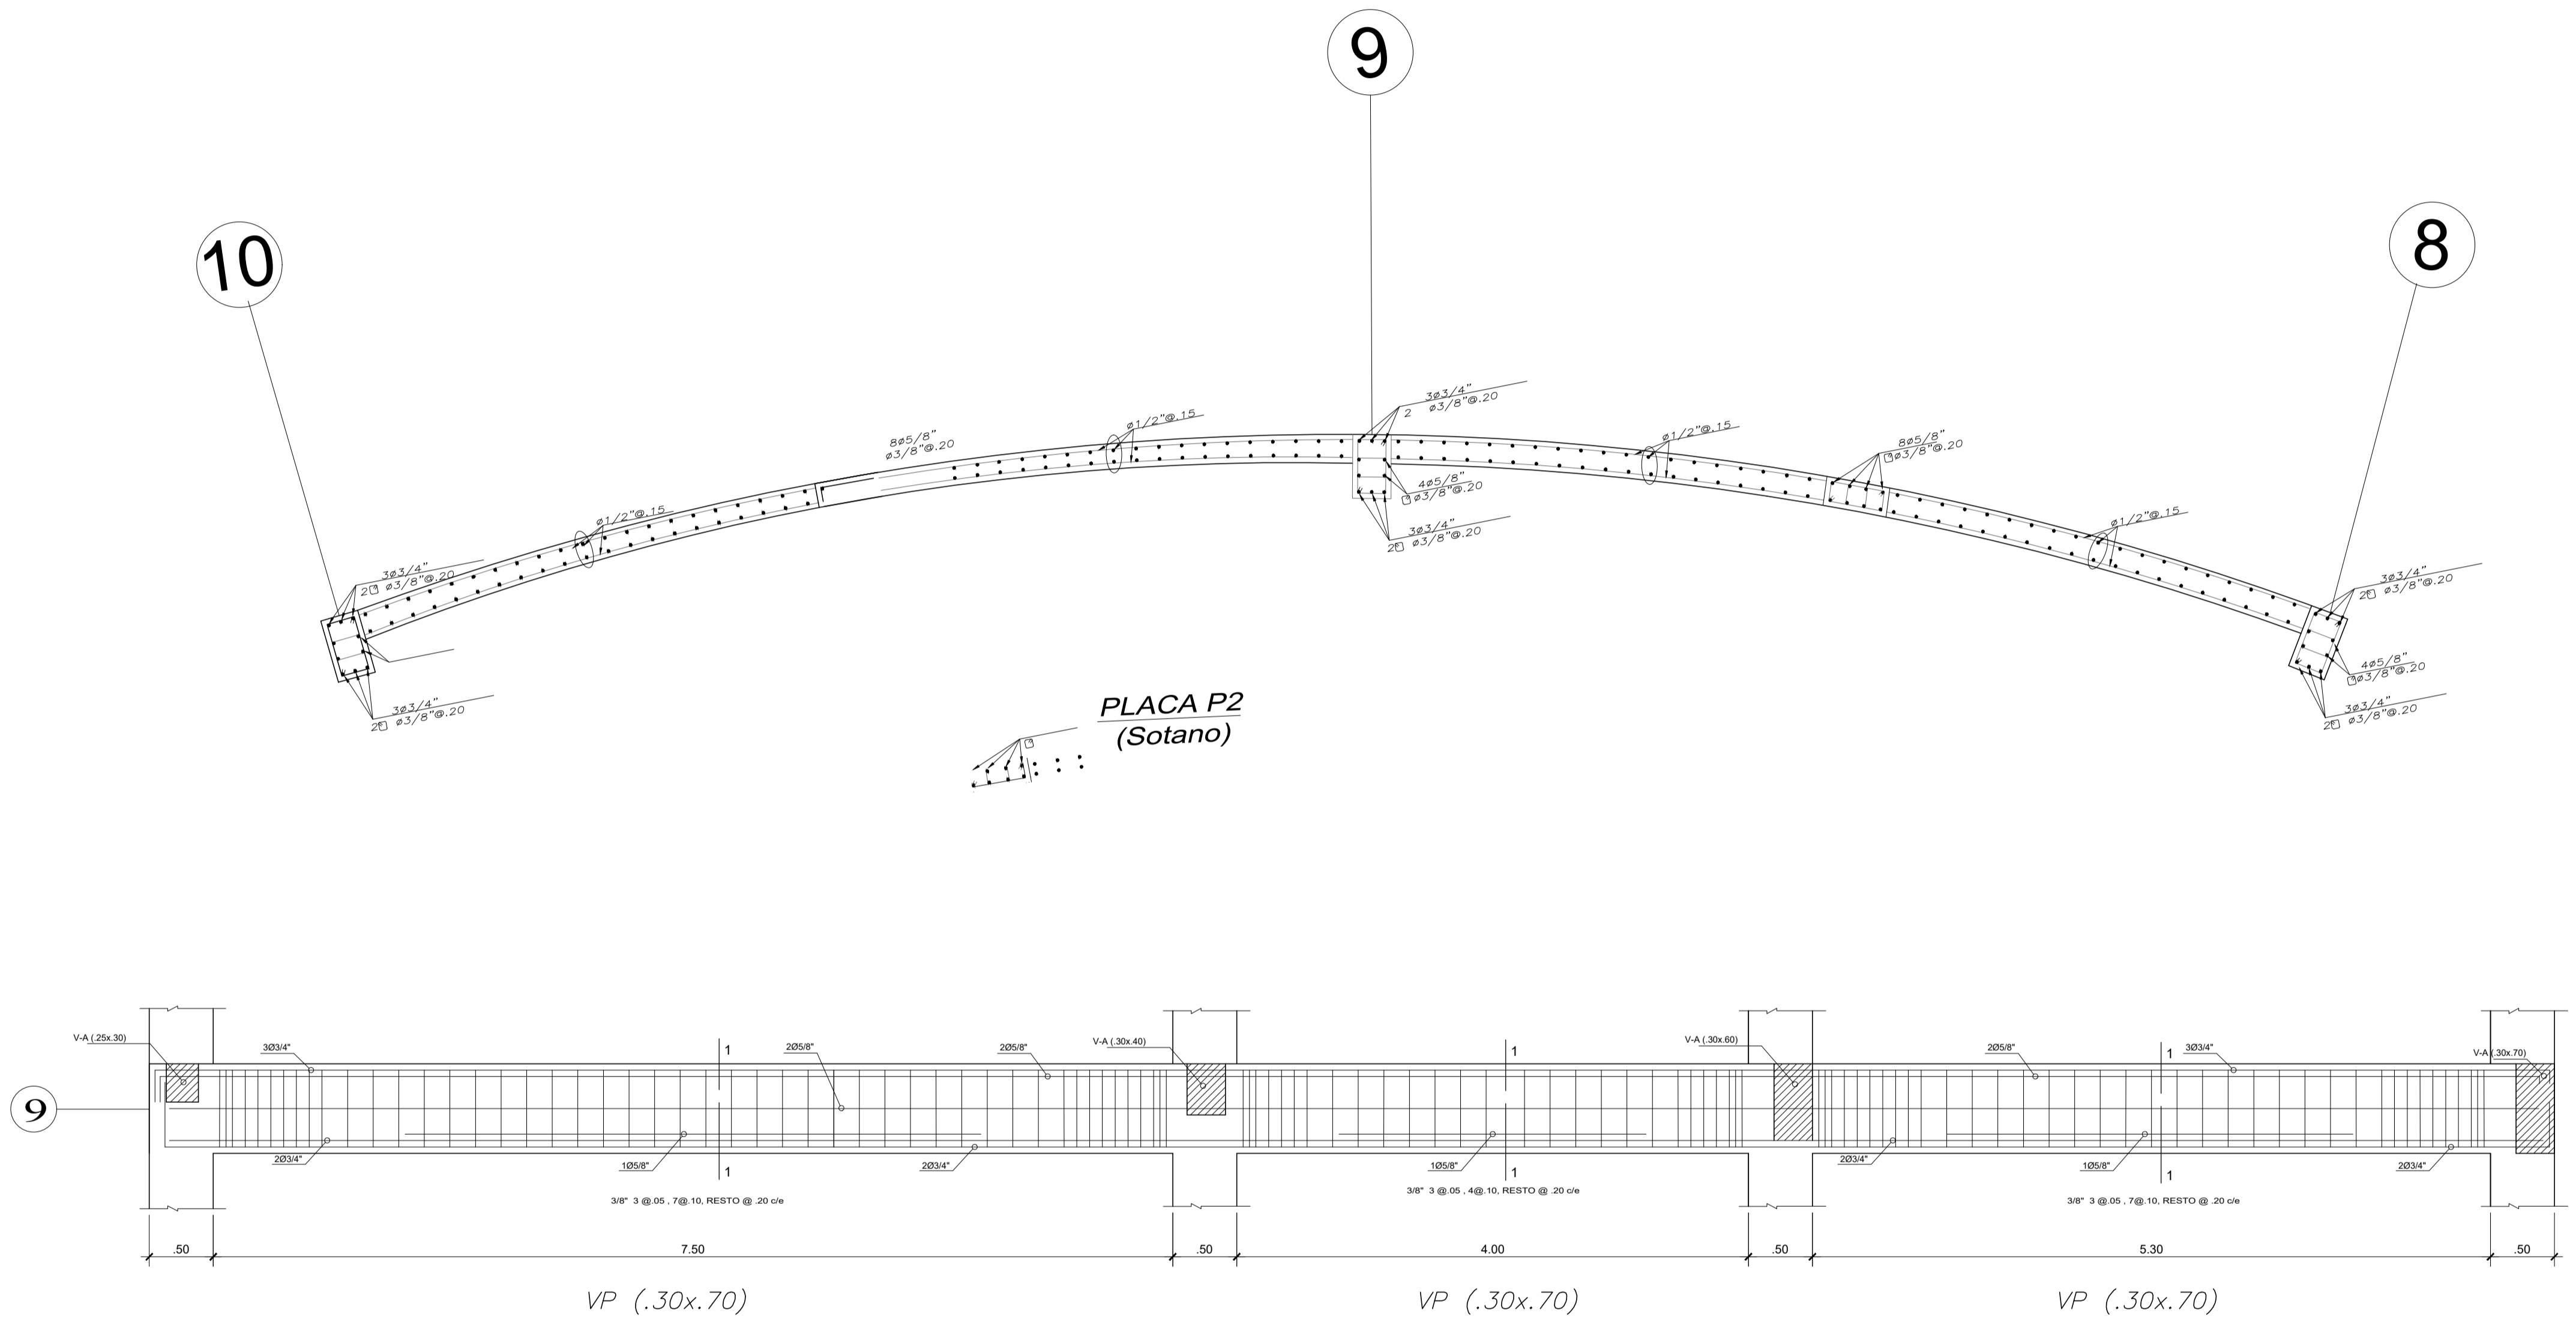 9
10
8
3ø3/4"
2 ø3/8"@.20
8ø5/8"
ø3/8"@.20
ø1/2"@.15
ø1/2"@.15
8ø5/8"
ø3/8"@.20
4ø5/8"
ø3/8"@.20
3ø3/4"
2 ø3/8"@.20
ø1/2"@.15
ø1/2"@.15
3ø3/4"
2 ø3/8"@.20
3ø3/4"
2 ø3/8"@.20
4ø5/8"
ø3/8"@.20
3ø3/4"
2 ø3/8"@.20
3ø3/4"
2 ø3/8"@.20
PLACA P2
(Sotano)
V-A (.25x.30)
3Ø3/4"
1
2Ø5/8"
2Ø5/8"
V-A (.30x.40)
1
V-A (.30x.60)
2Ø5/8"
1
3Ø3/4"
V-A (.30x.70)
9
2Ø3/4"
1Ø5/8"
1
2Ø3/4"
1Ø5/8"
1
2Ø3/4"
1Ø5/8"
1
2Ø3/4"
3/8" 3 @.05 , 7@.10, RESTO @ .20 c/e
3/8" 3 @.05 , 4@.10, RESTO @ .20 c/e
3/8" 3 @.05 , 7@.10, RESTO @ .20 c/e
.50
7.50
.50
4.00
.50
5.30
.50
VP (.30x.70)
VP (.30x.70)
VP (.30x.70)